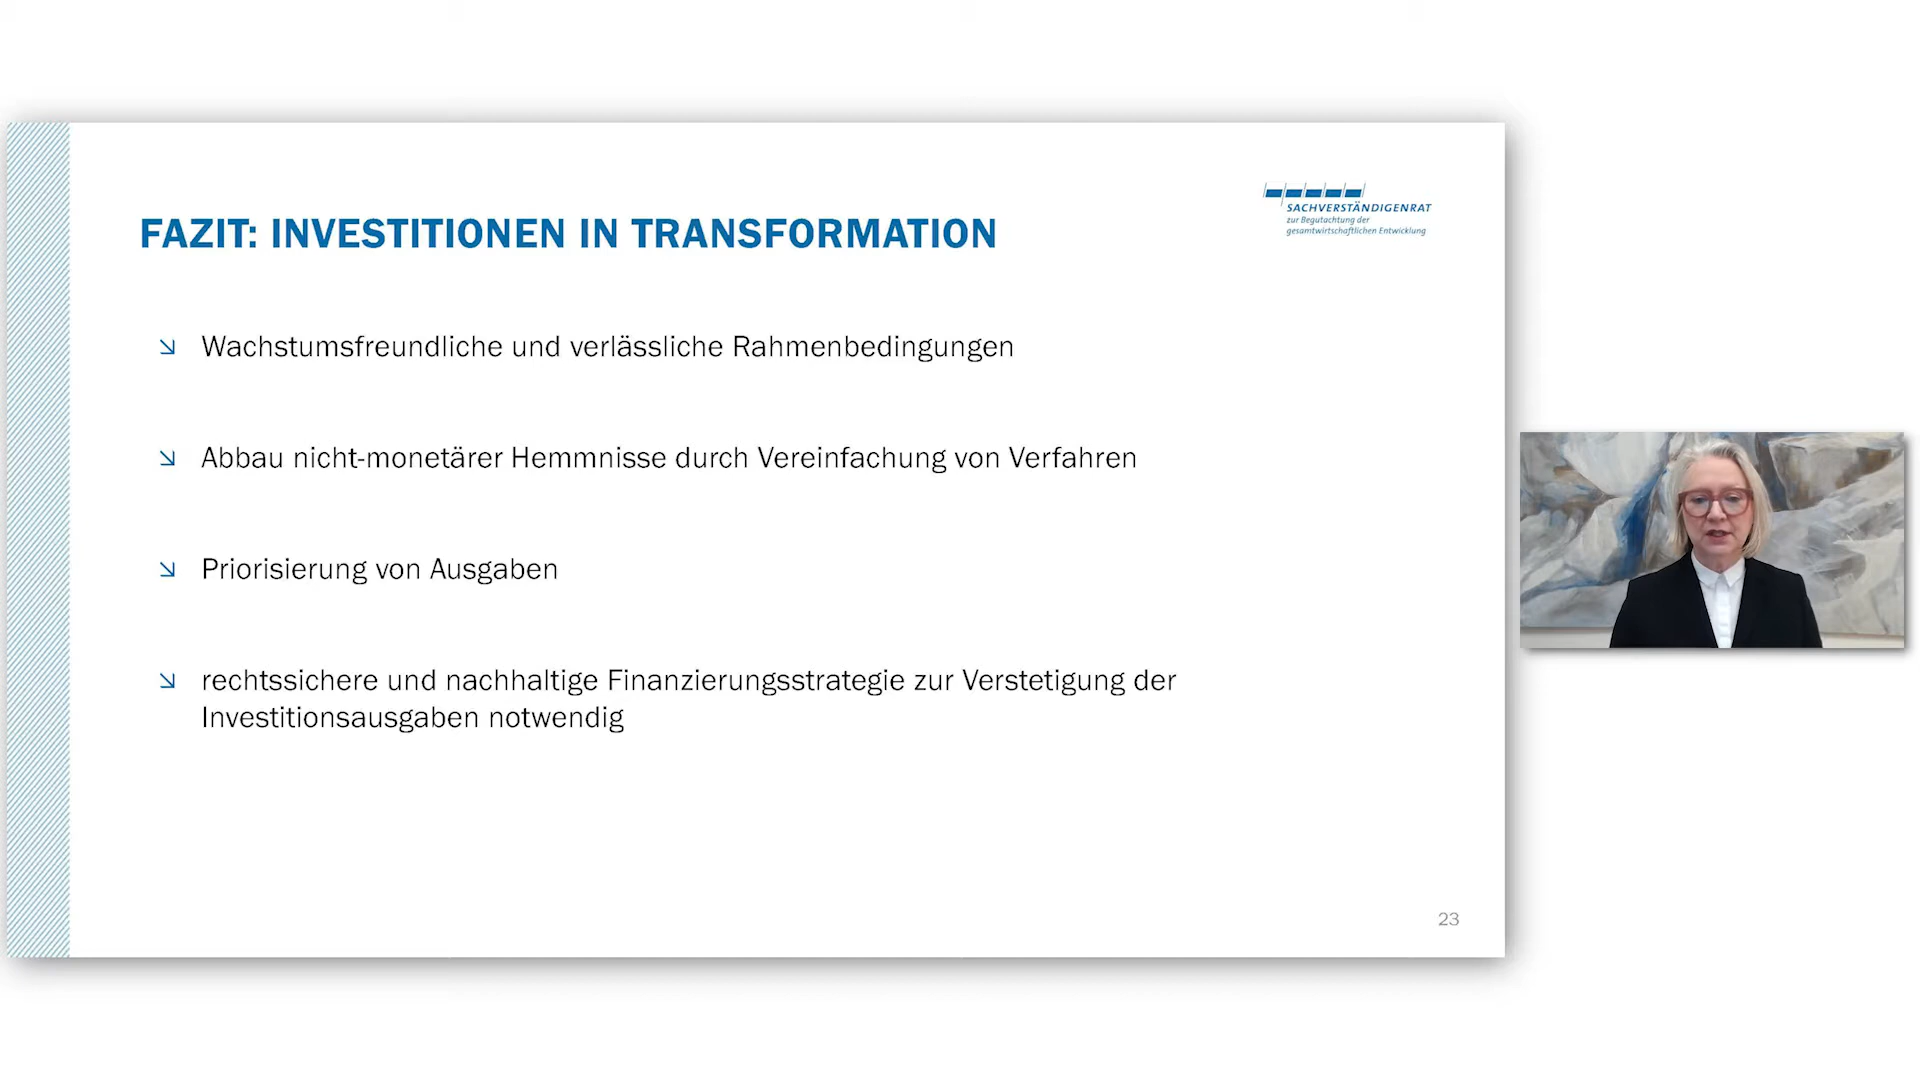 SACHVERSTÄNDIGENRAT
zur Begutachtung der
gesamtwirtschaftlichen Entwicklung
FAZIT: INVESTITIONEN IN TRANSFORMATION
Wachstumsfreundliche und verlässliche Rahmenbedingungen
Abbau nicht-monetärer Hemmnisse durch Vereinfachung von Verfahren
Priorisierung von Ausgaben
rechtssichere und nachhaltige Finanzierungsstrategie zur Verstetigung der
Investitionsausgaben notwendig
23